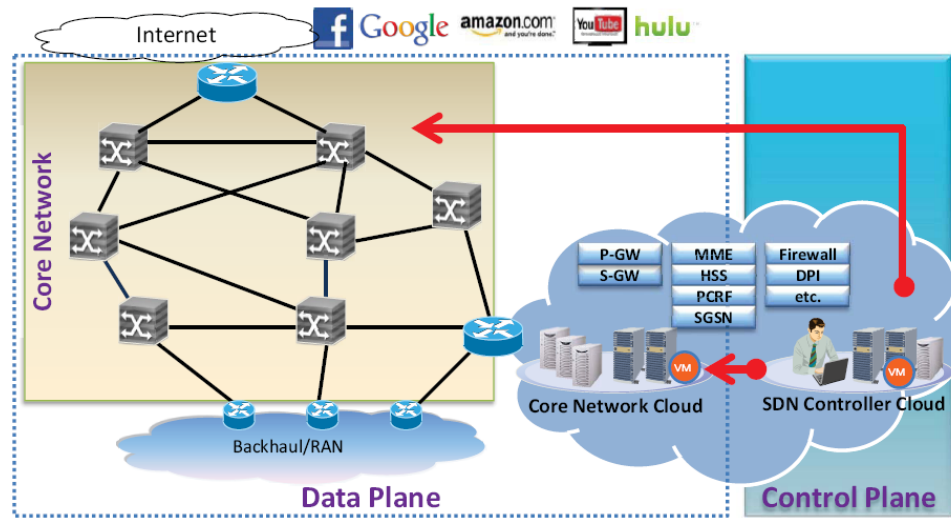 Internet
f
Google
amazon.com
and you're done.
YouTube
hulu
Core Network
P-GW
S-GW
MME
HSS
PCRF
SGSN
Firewall
DPI
etc.
VM
VM
Core Network Cloud
SDN Controller Cloud
Backhaul/RAN
Data Plane
Control Plane